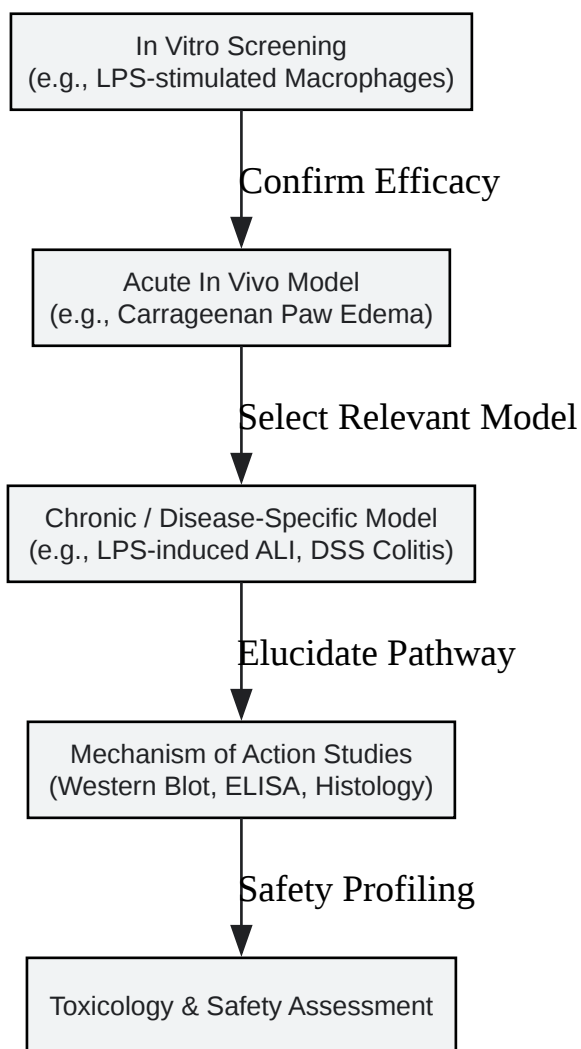 In Vitro Screening
(e.g., LPS-stimulated Macrophages)
Confirm Efficacy
Acute In Vivo Model
(e.g., Carrageenan Paw Edema)
Select Relevant Model
Chronic / Disease-Specific Model
(e.g., LPS-induced ALI, DSS Colitis)
Elucidate Pathway
Mechanism of Action Studies
(Western Blot, ELISA, Histology)
Safety Profiling
Toxicology & Safety Assessment